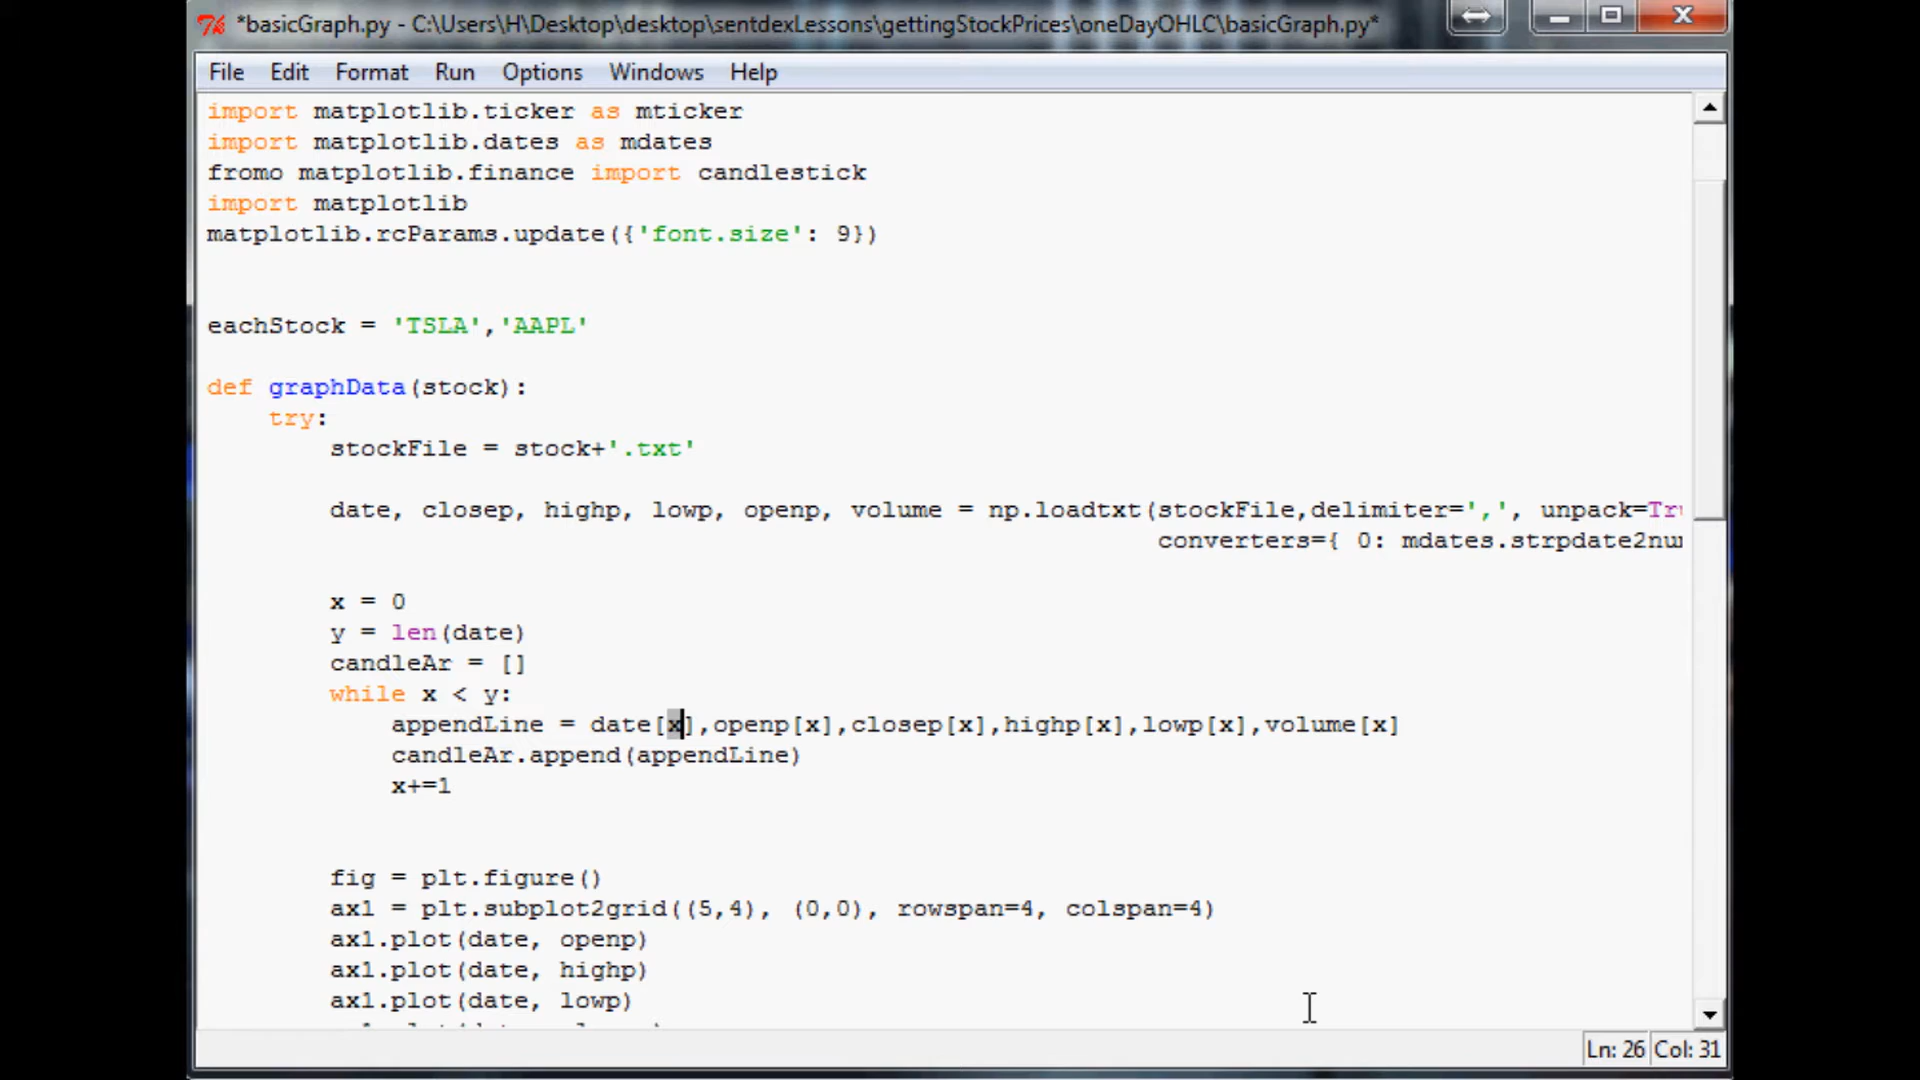 *basicGraph.py - C:\Users\H\Desktop\desktop\sentdexLessons\gettingStockPrices\oneDayOHLC\basicGraph.py*
File Edit Format Run Options Windows Help
import matplotlib.ticker as mticker
import matplotlib.dates as mdates
fromo matplotlib.finance import candlestick
import matplotlib
matplotlib.rcParams.update({'font.size': 9})
eachStock = 'TSLA','AAPL'
def graphData(stock):
try:
stockFile = stock+'.txt'
date, closep, highp, lowp, openp, volume = np.loadtxt(stockFile,delimiter=',', unpack=Tr
converters={ 0: mdates.strpdate2num
x = 0
y = len(date)
candleAr = []
while x < y:
appendLine = date[x],openp[x],closep[x],highp[x],lowp[x],volume[x]
candleAr.append(appendLine)
x+=1
fig = plt.figure()
ax1 = plt.subplot2grid((5,4), (0,0), rowspan=4, colspan=4)
ax1.plot(date, openp)
ax1.plot(date, highp)
ax1.plot(date, lowp)
Ln: 26 Col: 31